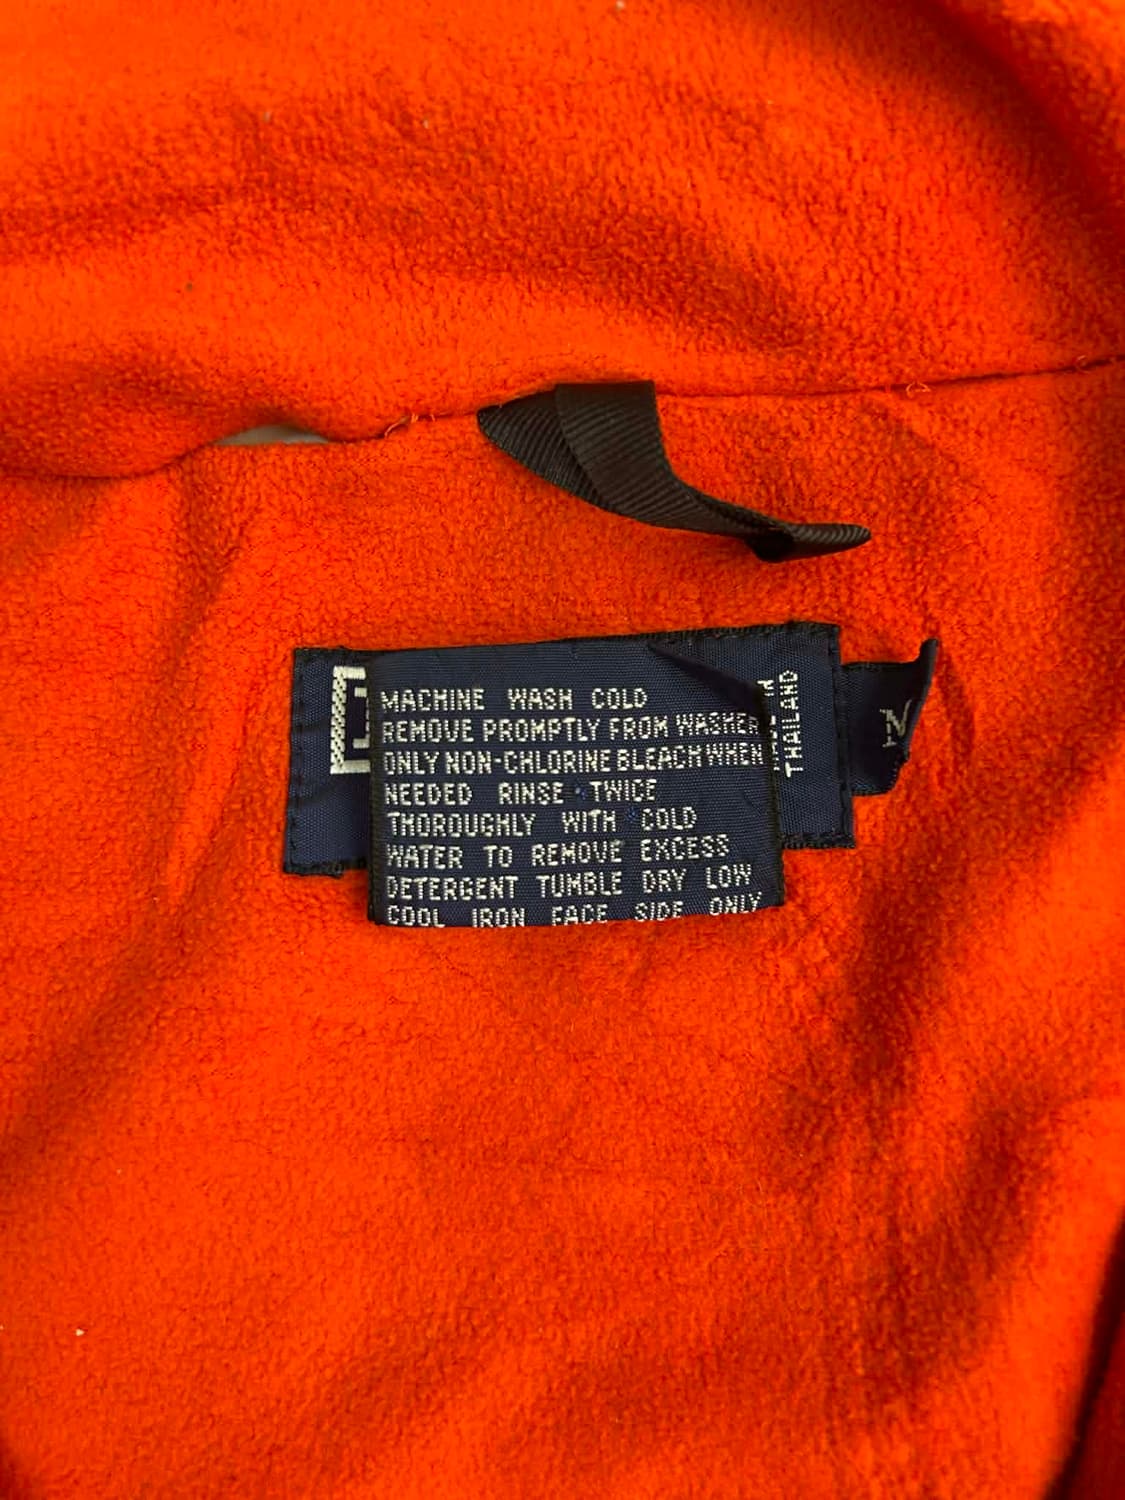 MACHINE WASH COLD
REMOVE PROMPTLY FROM WASHER
ONLY NON-CHLORINE BLEACH WHEN
NEEDED RINSE TWICE
THOROUGHLY WITH COLD
WATER TO REMOVE EXCESS
DETERGENT TUMBLE DRY LOW
COOL IRON FACE SIDE ONLY
IN
THAILAND